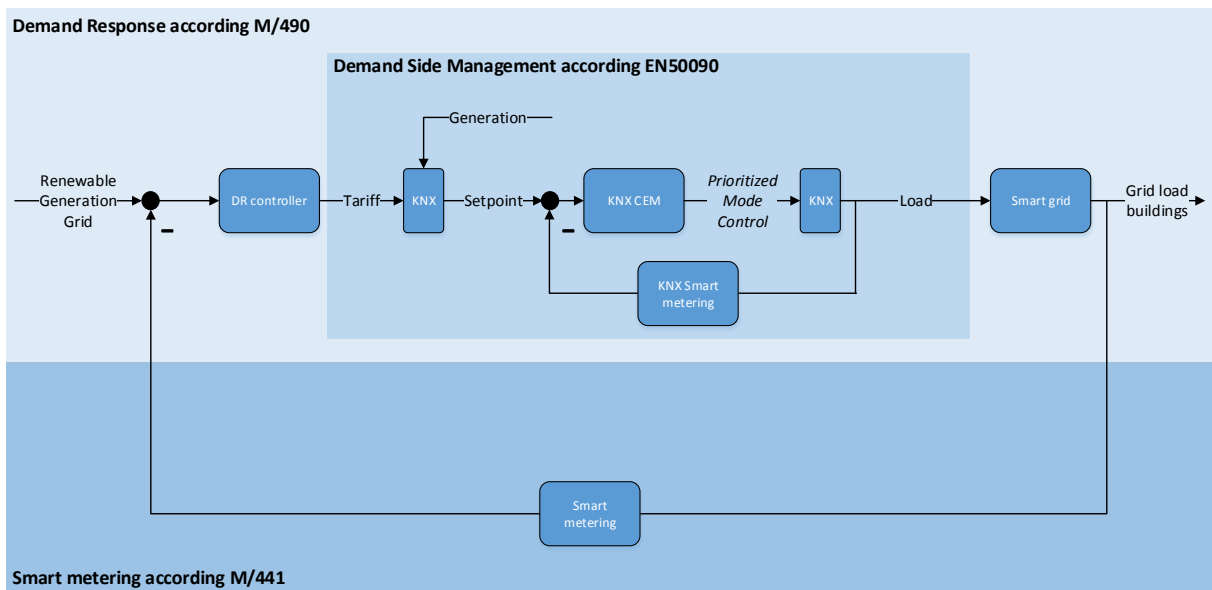 Demand Response according M/490
Demand Side Management according EN50090
Generation
Renewable
Generation
Grid
DR controller
Tariff
KNX
Setpoint
KNX CEM
Prioritized
Mode
Control
KNX
Load
Smart grid
Grid load
buildings
–
–
KNX Smart
metering
Smart
metering
Smart metering according M/441